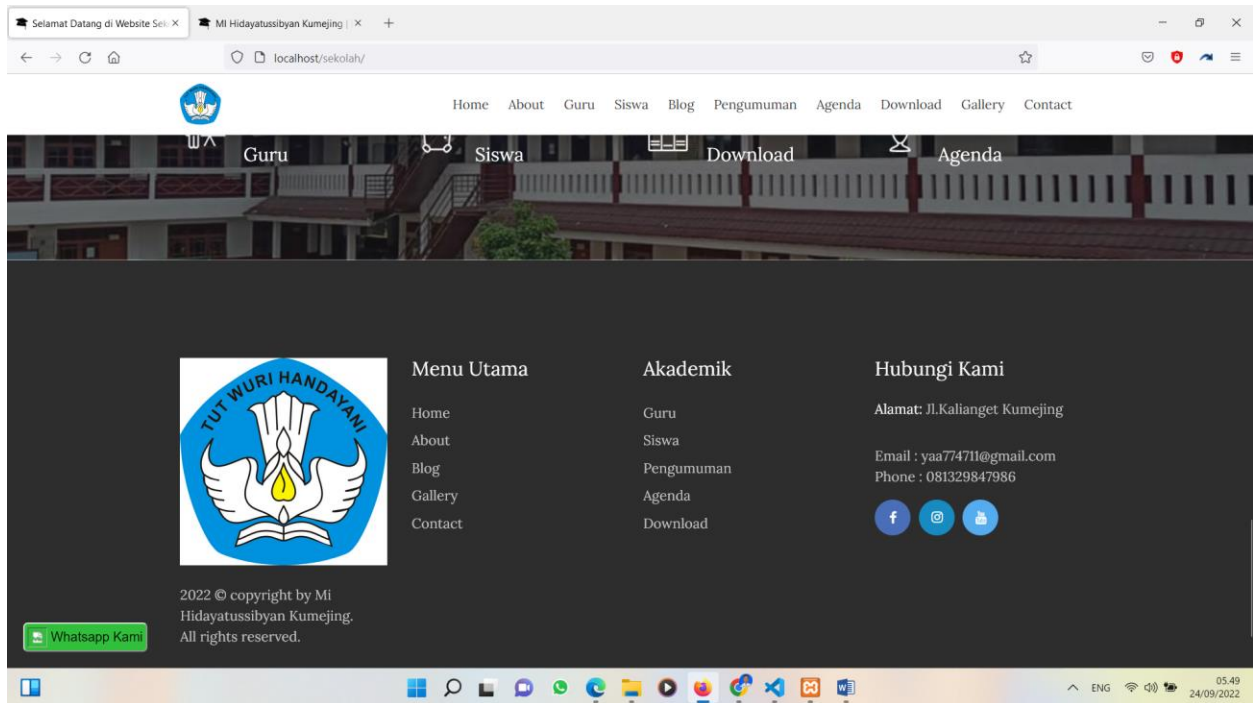 Selamat Datang di Website Sek
MI Hidayatussibyan Kumejing |
localhost/sekolah/
Home About Guru Siswa Blog Pengumuman Agenda Download Gallery Contact
Guru Siswa Download Agenda
TUT WURI HANDAYANI
Menu Utama
Home
About
Blog
Gallery
Contact
Akademik
Guru
Siswa
Pengumuman
Agenda
Download
Hubungi Kami
Alamat: Jl.Kalianget Kumejing
Email : yaa774711@gmail.com
Phone : 081329847986
2022 © copyright by Mi
Hidayatussibyan Kumejing.
All rights reserved.
Whatsapp Kami
ENG
05.49
24/09/2022